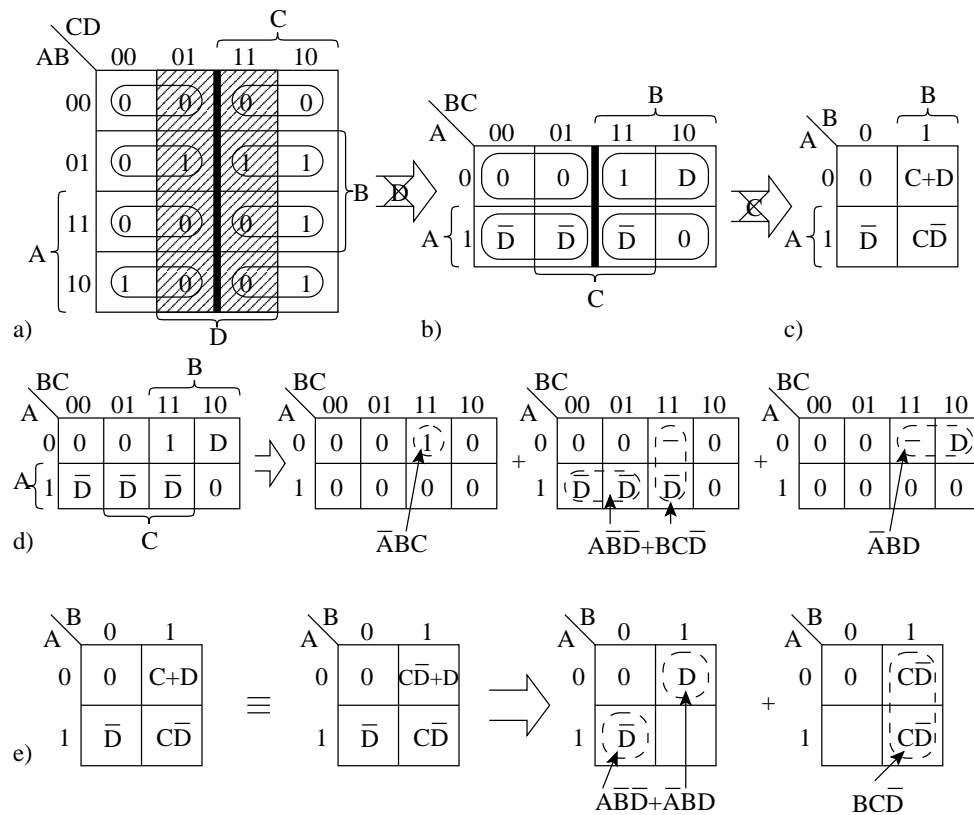 CD C
AB 00 01 11 10
00 0 0 0 0
01 0 1 1 1
B
11 0 0 0 1
A
10 1 0 0 1
D
a)
D
BC B
A 00 01 11 10
0 0 0 1 D
A 1 D̅ D̅ D̅ 0
C
b)
C
B B
A 0 1
0 0 C+D
A 1 D̅ CD̅
c)
BC B
A 00 01 11 10
0 0 0 1 D
A 1 D̅ D̅ D̅ 0
C
d)
BC
A 00 01 11 10
0 0 0 1 0
1 0 0 0 0
A̅BC
+
BC
A 00 01 11 10
0 0 0 – 0
1 D̅ D̅ D̅ 0
AB̅D̅+BCD̅
+
BC
A 00 01 11 10
0 0 0 – D
1 0 0 0 0
A̅BD
B
A 0 1
0 0 C+D
1 D̅ CD̅
e)
≡
B
A 0 1
0 0 CD̅+D
1 D̅ CD̅
B
A 0 1
0 0 D
1 D̅
AB̅D̅+A̅BD
+
B
A 0 1
0 0 CD̅
1 CD̅
BCD̅